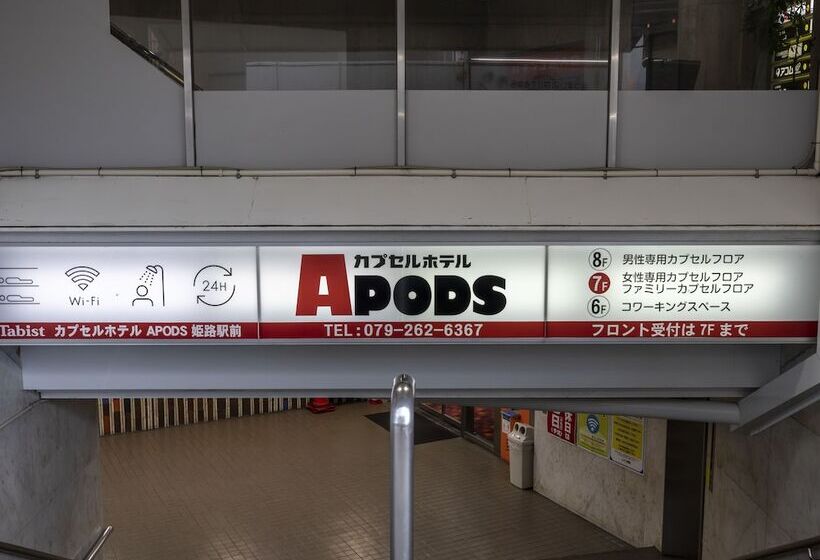 Wi-Fi
24H
Tabist カプセルホテル APODS 姫路駅前
カプセルホテル
APODS
TEL:079-262-6367
8F 男性専用カプセルフロア
7F 女性専用カプセルフロア
ファミリーカプセルフロア
6F コワーキングスペース
フロント受付は 7F まで